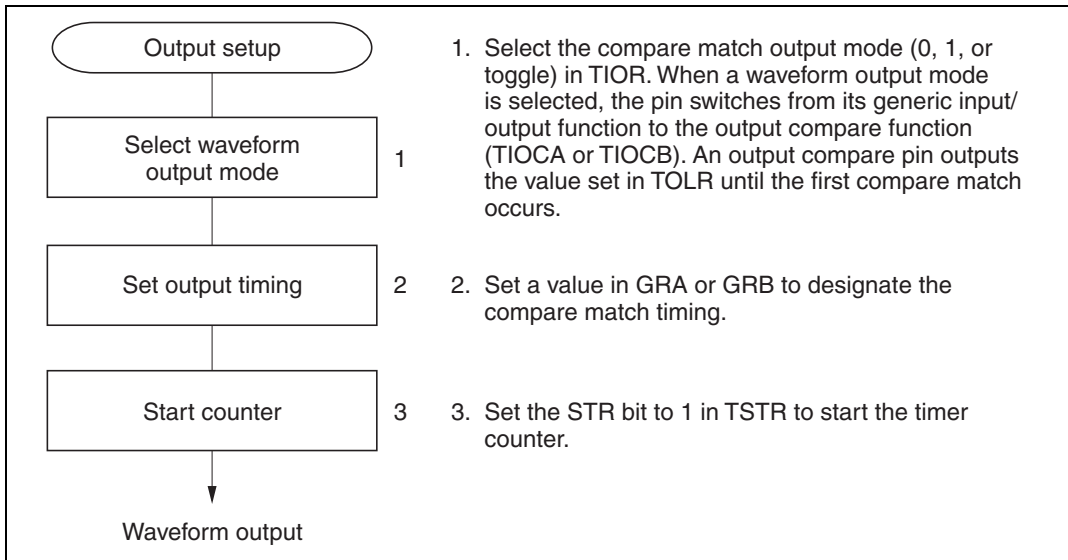 Output setup
Select waveform
output mode
1
Set output timing
2
Start counter
3
Waveform output
1. Select the compare match output mode (0, 1, or
toggle) in TIOR. When a waveform output mode
is selected, the pin switches from its generic input/
output function to the output compare function
(TIOCA or TIOCB). An output compare pin outputs
the value set in TOLR until the first compare match
occurs.
2. Set a value in GRA or GRB to designate the
compare match timing.
3. Set the STR bit to 1 in TSTR to start the timer
counter.